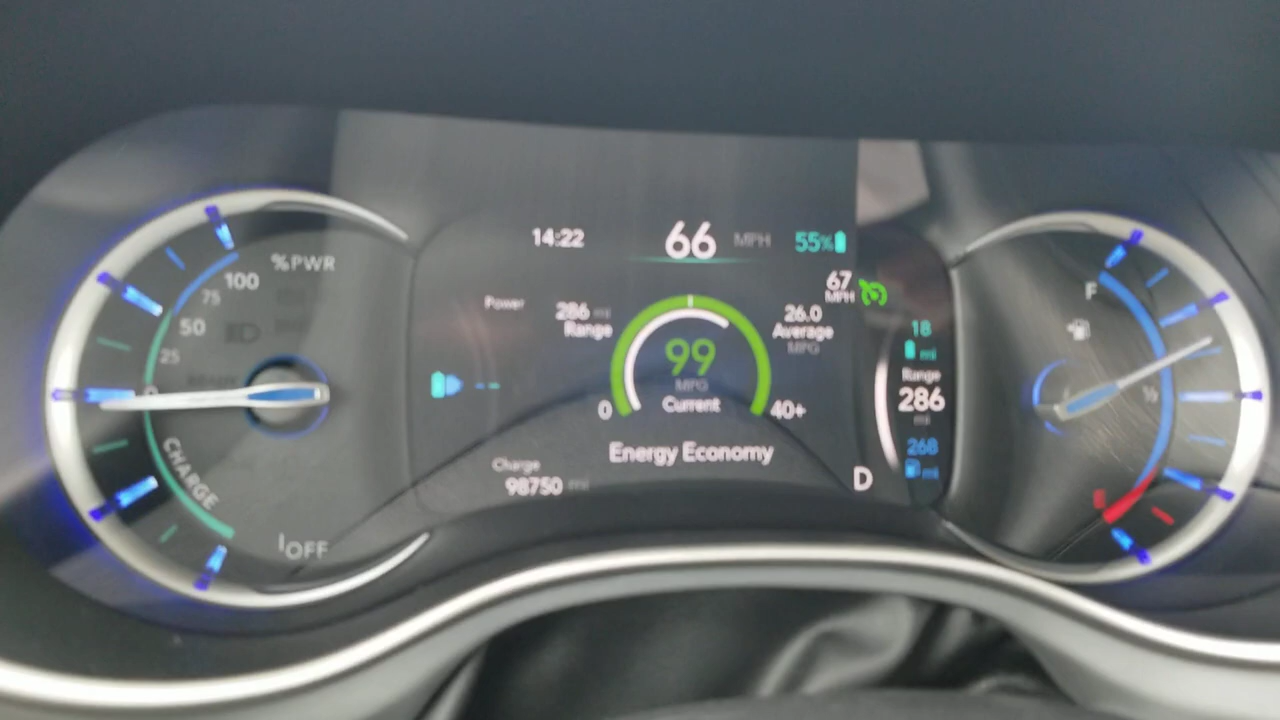 14:22
66 MPH
55%
%PWR
100
75
50
25
0
CHARGE
OFF
Power
286 mi
Range
99
MPG
Current
0
40+
26.0
Average
MPG
67
MPH
Energy Economy
Charge
98750 mi
D
18
mi
Range
286
mi
268
mi
F
½
E